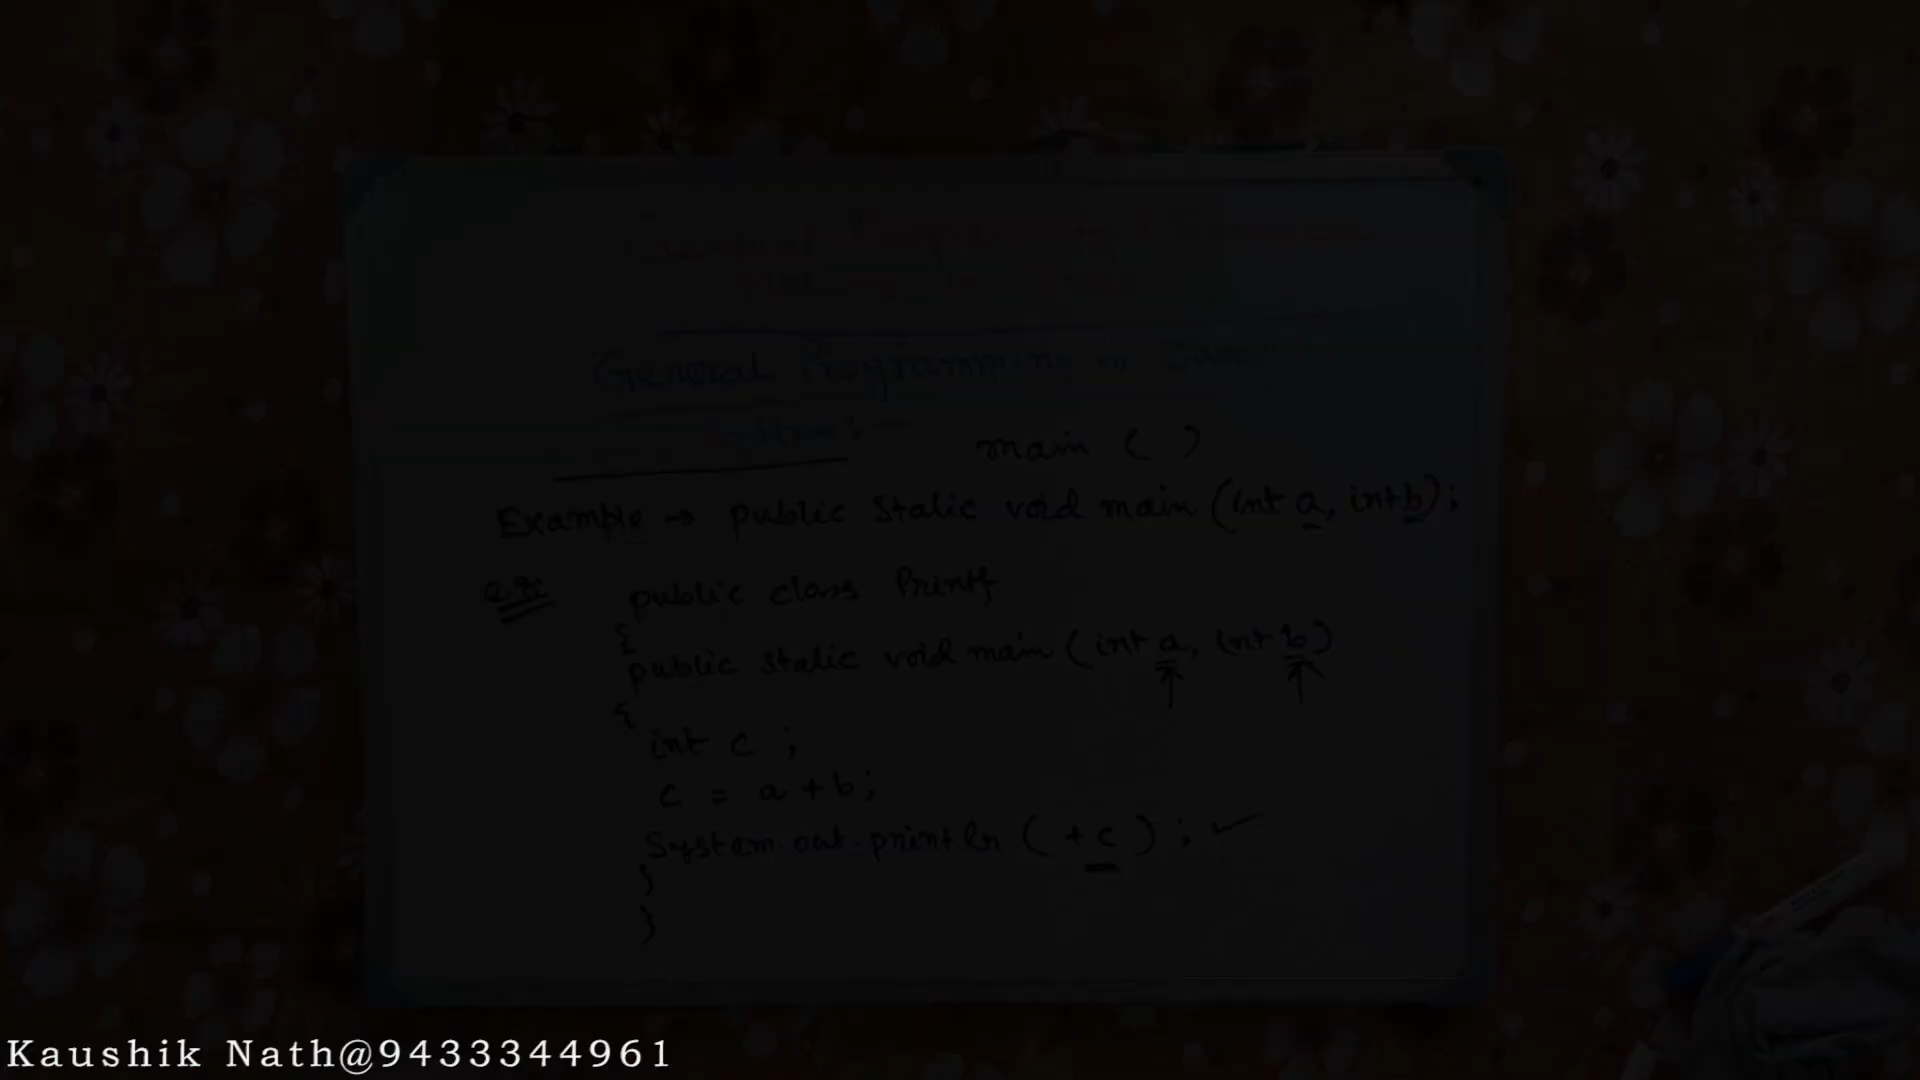 General Programming in
main ( )
Example → public static void main (int a, int b);
public class Printf
{
public static void main (int a, int b)
{
int c ;
c = a + b ;
System.out.println ( + c ) ;
}
}
Kaushik Nath@9433344961